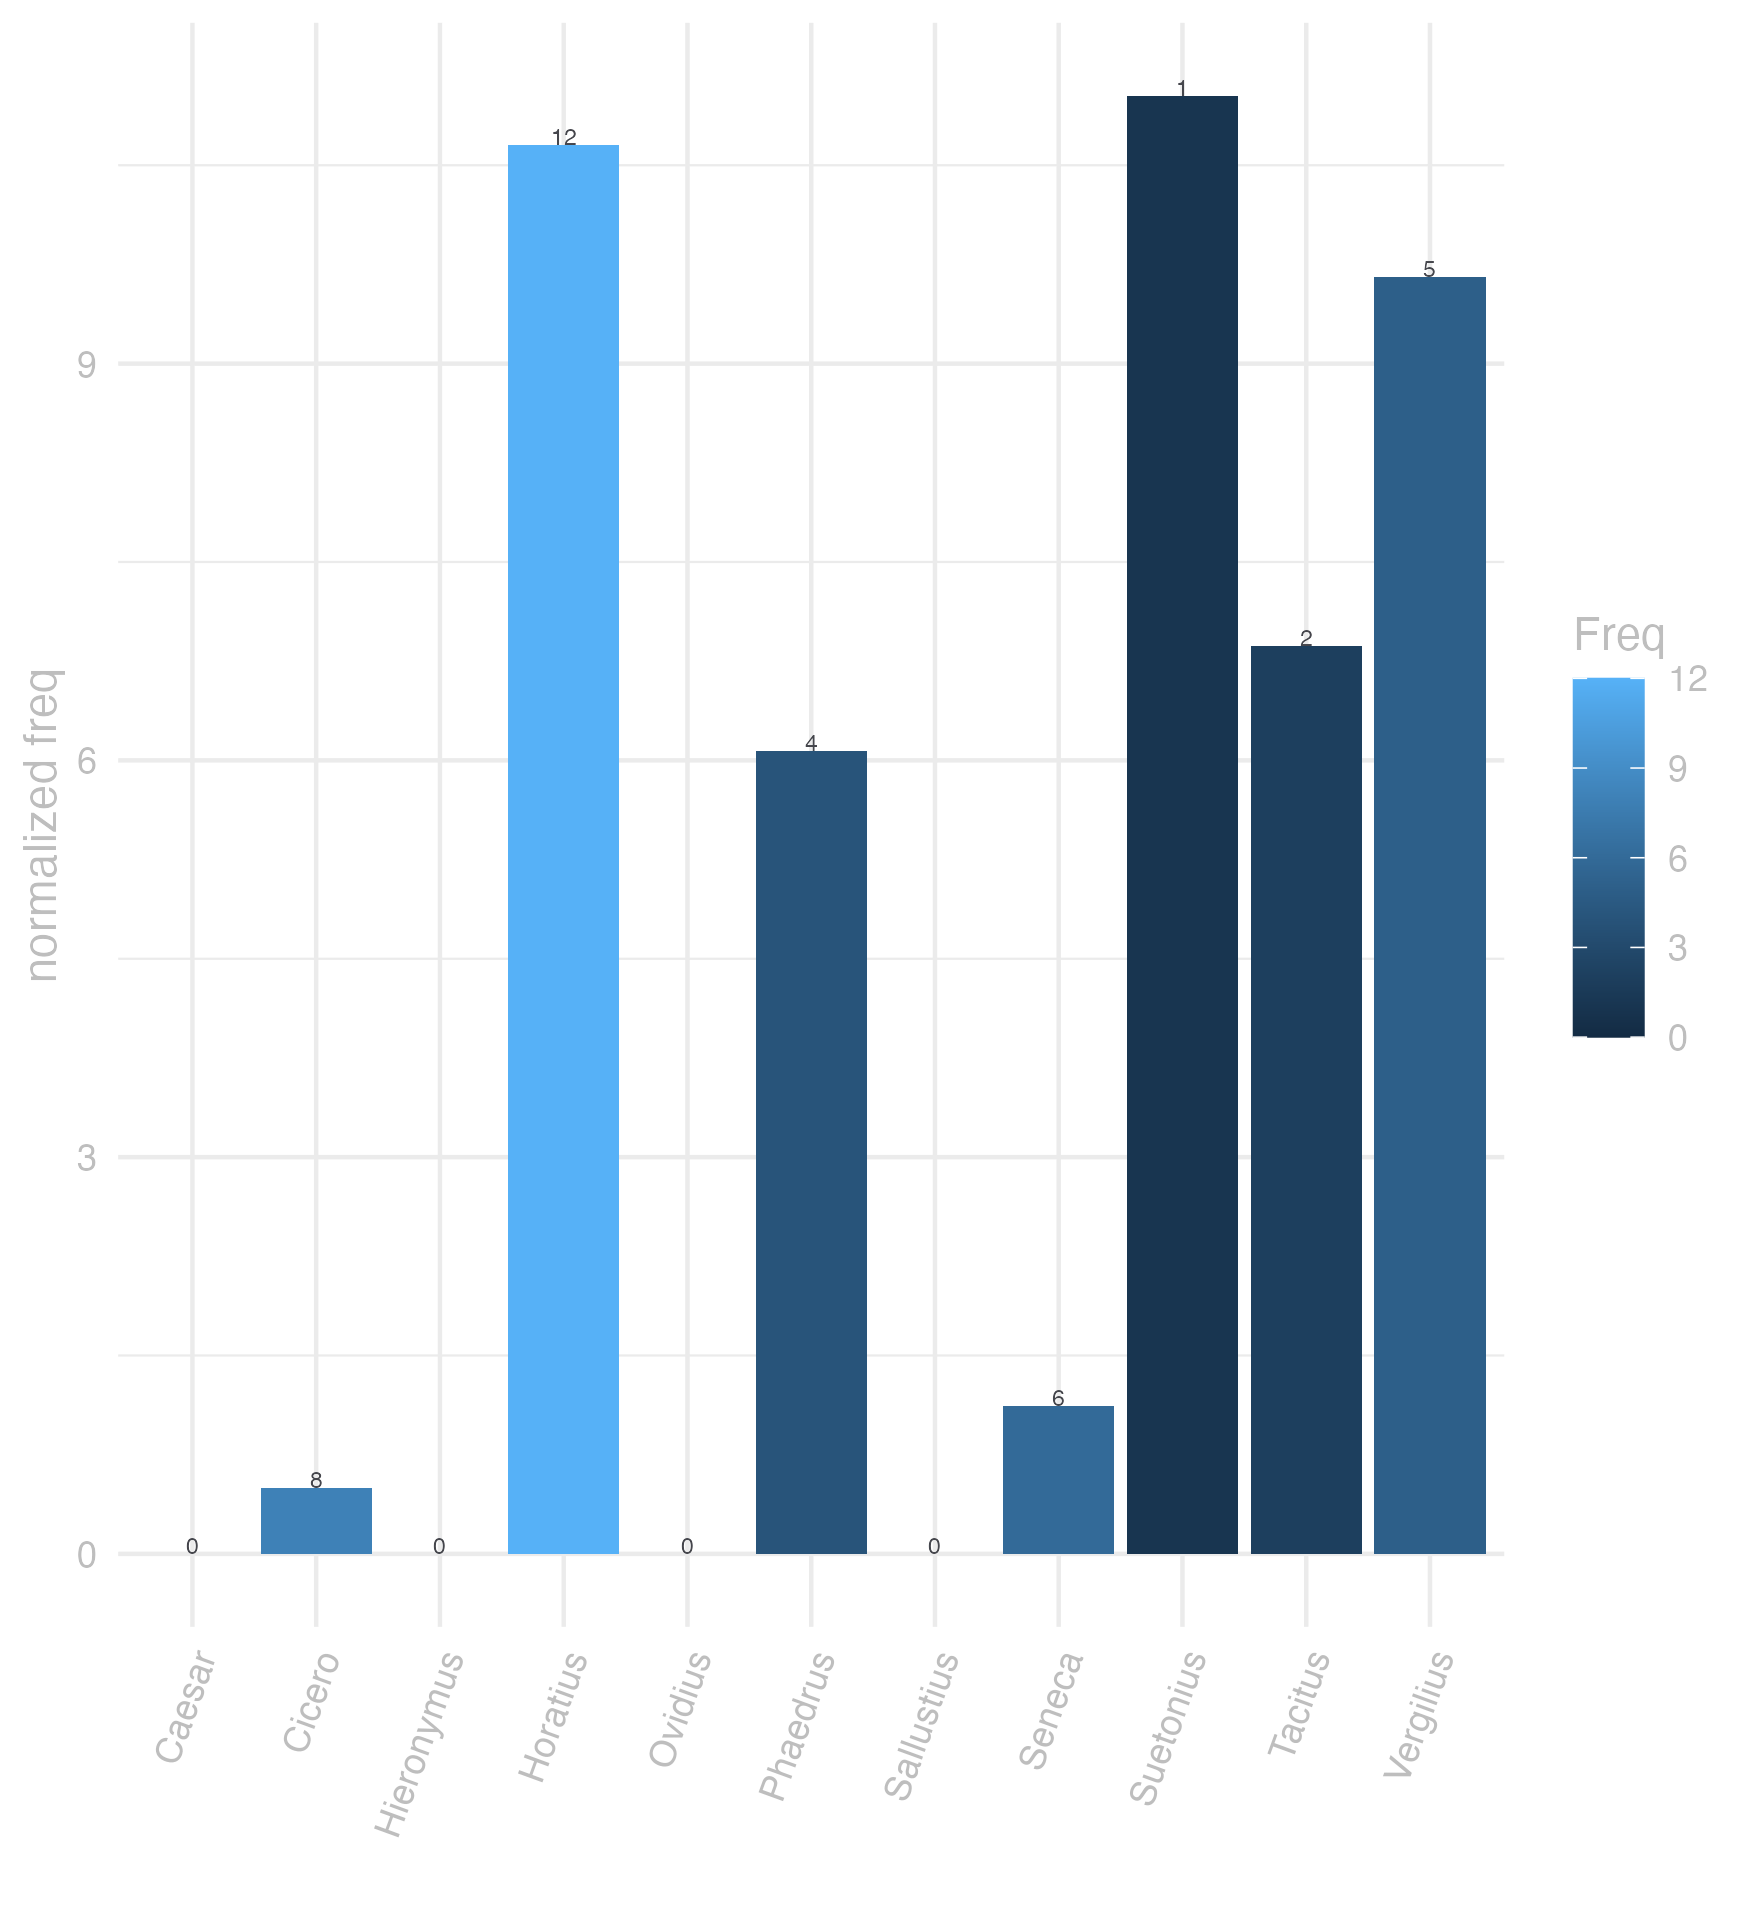 normalized freq
9
6
3
0
0
8
0
12
0
4
0
6
1
2
5
Caesar
Cicero
Hieronymus
Horatius
Ovidius
Phaedrus
Sallustius
Seneca
Suetonius
Tacitus
Vergilius
Freq
12
9
6
3
0